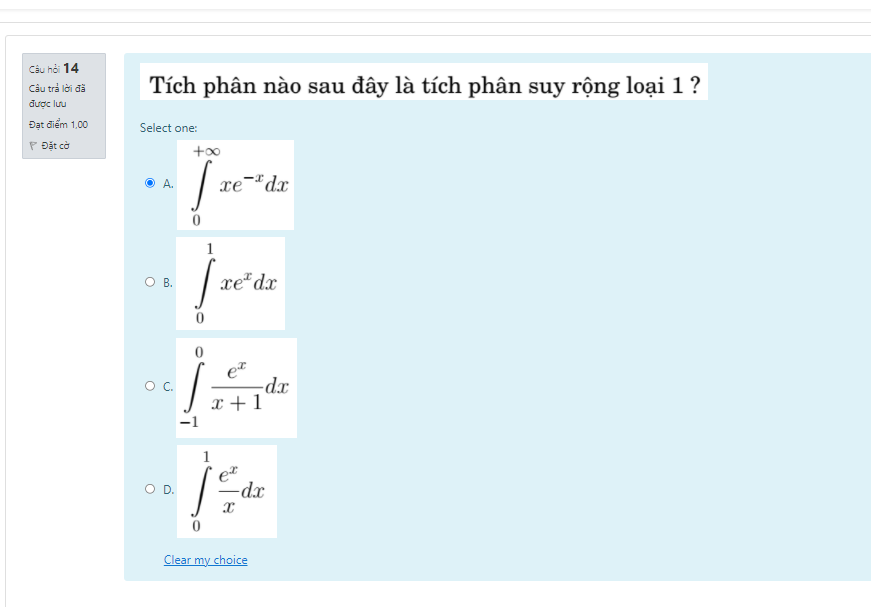 Câu hỏi 14
Câu trả lời đã
được lưu
Đạt điểm 1,00
Đặt cờ
Tích phân nào sau đây là tích phân suy rộng loại 1 ?
Select one:
A. $\int_{0}^{+\infty} xe^{-x}dx$
B. $\int_{0}^{1} xe^{x}dx$
C. $\int_{-1}^{0} \frac{e^{x}}{x+1}dx$
D. $\int_{0}^{1} \frac{e^{x}}{x}dx$
Clear my choice